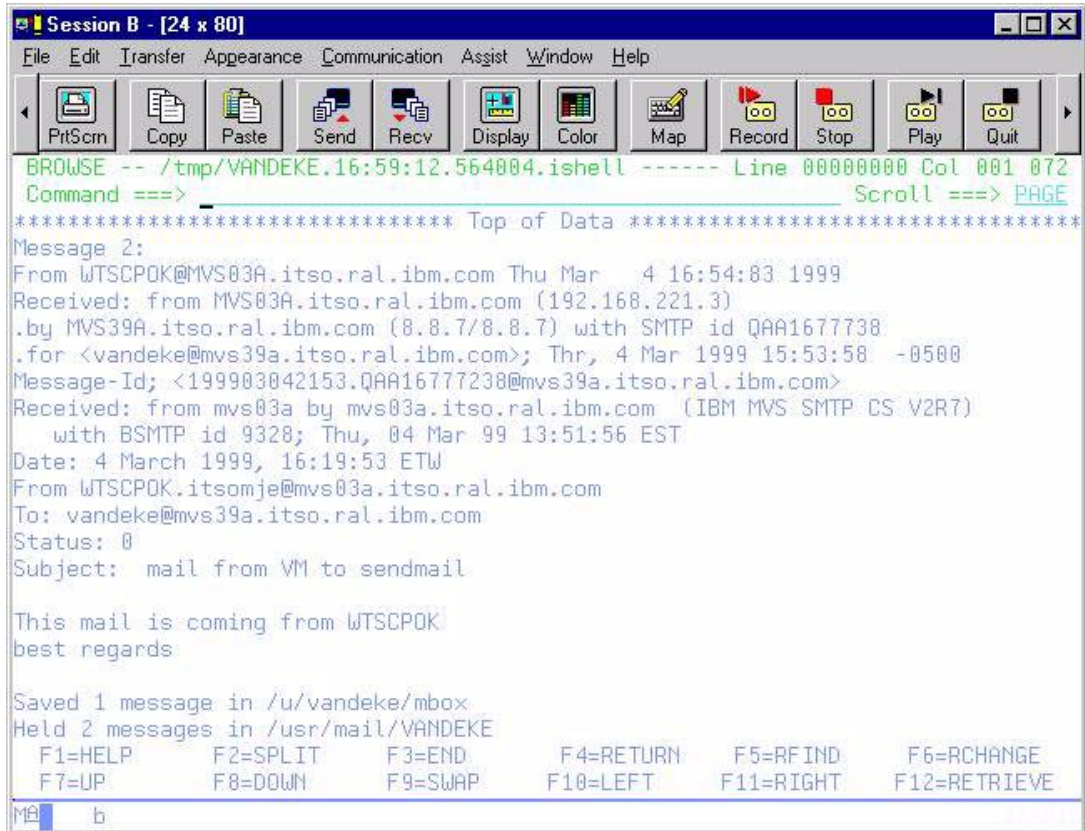 Session B - [24 x 80]
File Edit Transfer Appearance Communication Assist Window Help
PrtScrn Copy Paste Send Recv Display Color Map Record Stop Play Quit
BROWSE -- /tmp/VANDEKE.16:59:12.564004.ishell ------ Line 00000000 Col 001 072
Command ===> Scroll ===> PAGE
********************************* Top of Data **********************************
Message 2:
From WTSCPOK@MVS03A.itso.ral.ibm.com Thu Mar 4 16:54:83 1999
Received: from MVS03A.itso.ral.ibm.com (192.168.221.3)
.by MVS39A.itso.ral.ibm.com (8.8.7/8.8.7) with SMTP id QAA1677738
.for <vandeke@mvs39a.itso.ral.ibm.com>; Thr, 4 Mar 1999 15:53:58 -0500
Message-Id; <199903042153.QAA16777238@mvs39a.itso.ral.ibm.com>
Received: from mvs03a by mvs03a.itso.ral.ibm.com (IBM MVS SMTP CS V2R7)
with BSMTP id 9328; Thu, 04 Mar 99 13:51:56 EST
Date: 4 March 1999, 16:19:53 ETW
From WTSCPOK.itsomje@mvs03a.itso.ral.ibm.com
To: vandeke@mvs39a.itso.ral.ibm.com
Status: 0
Subject: mail from VM to sendmail
This mail is coming from WTSCPOK
best regards
Saved 1 message in /u/vandeke/mbox
Held 2 messages in /usr/mail/VANDEKE
F1=HELP F2=SPLIT F3=END F4=RETURN F5=RFIND F6=RCHANGE
F7=UP F8=DOWN F9=SWAP F10=LEFT F11=RIGHT F12=RETRIEVE
MA b